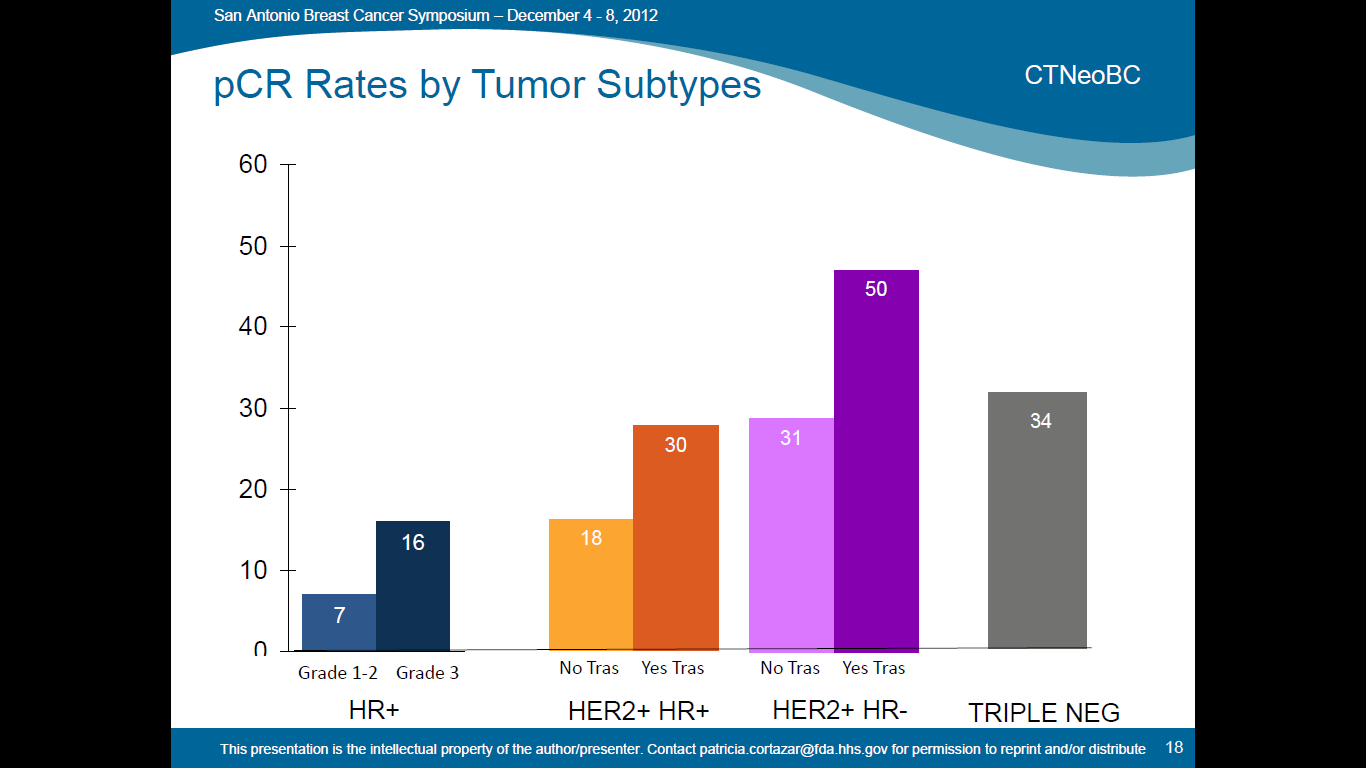 San Antonio Breast Cancer Symposium – December 4 - 8, 2012
pCR Rates by Tumor Subtypes
CTNeoBC
60
50
40
30
20
10
0
7
16
18
30
31
50
34
Grade 1-2 Grade 3
No Tras Yes Tras
No Tras Yes Tras
HR+
HER2+ HR+
HER2+ HR-
TRIPLE NEG
This presentation is the intellectual property of the author/presenter. Contact patricia.cortazar@fda.hhs.gov for permission to reprint and/or distribute
18